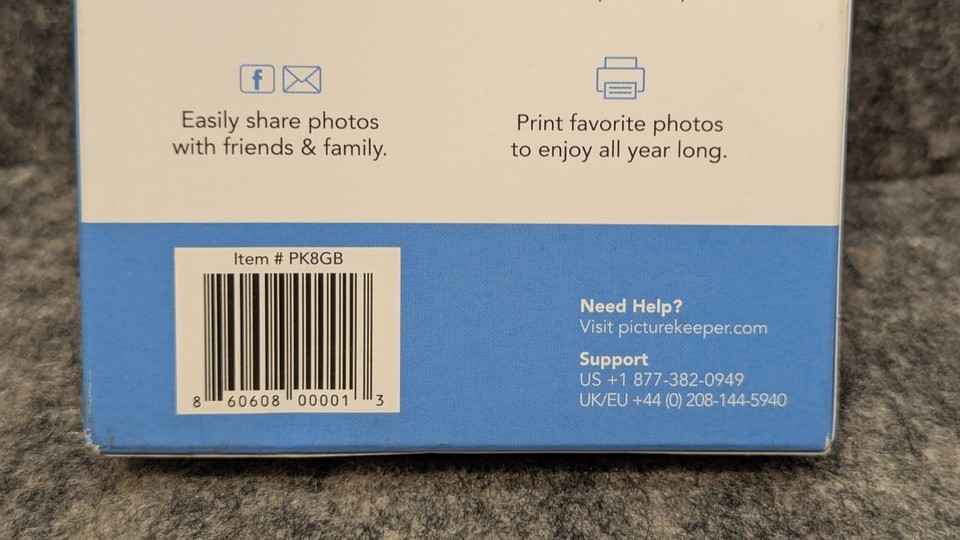 Easily share photos
with friends & family.
Print favorite photos
to enjoy all year long.
Item # PK8GB
8 60608 00001 3
Need Help?
Visit picturekeeper.com
Support
US +1 877-382-0949
UK/EU +44 (0) 208-144-5940